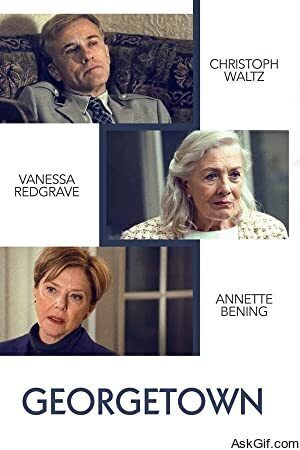 CHRISTOPH
WALTZ
VANESSA
REDGRAVE
ANNETTE
BENING
GEORGETOWN
AskGif.com